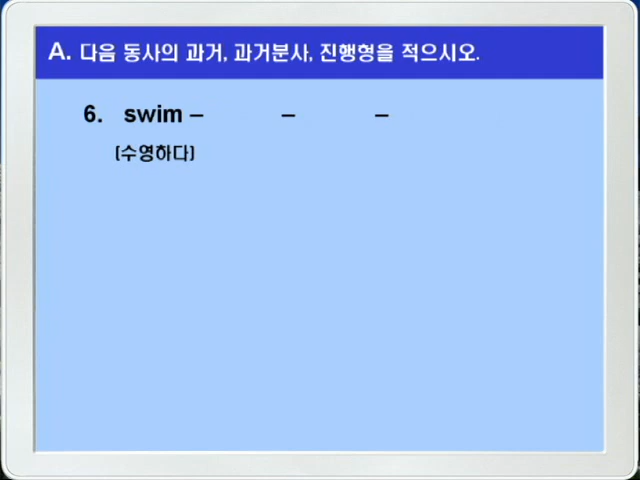 A. 다음 동사의 과거, 과거분사, 진행형을 적으시오.
6. swim –  –  –
(수영하다)